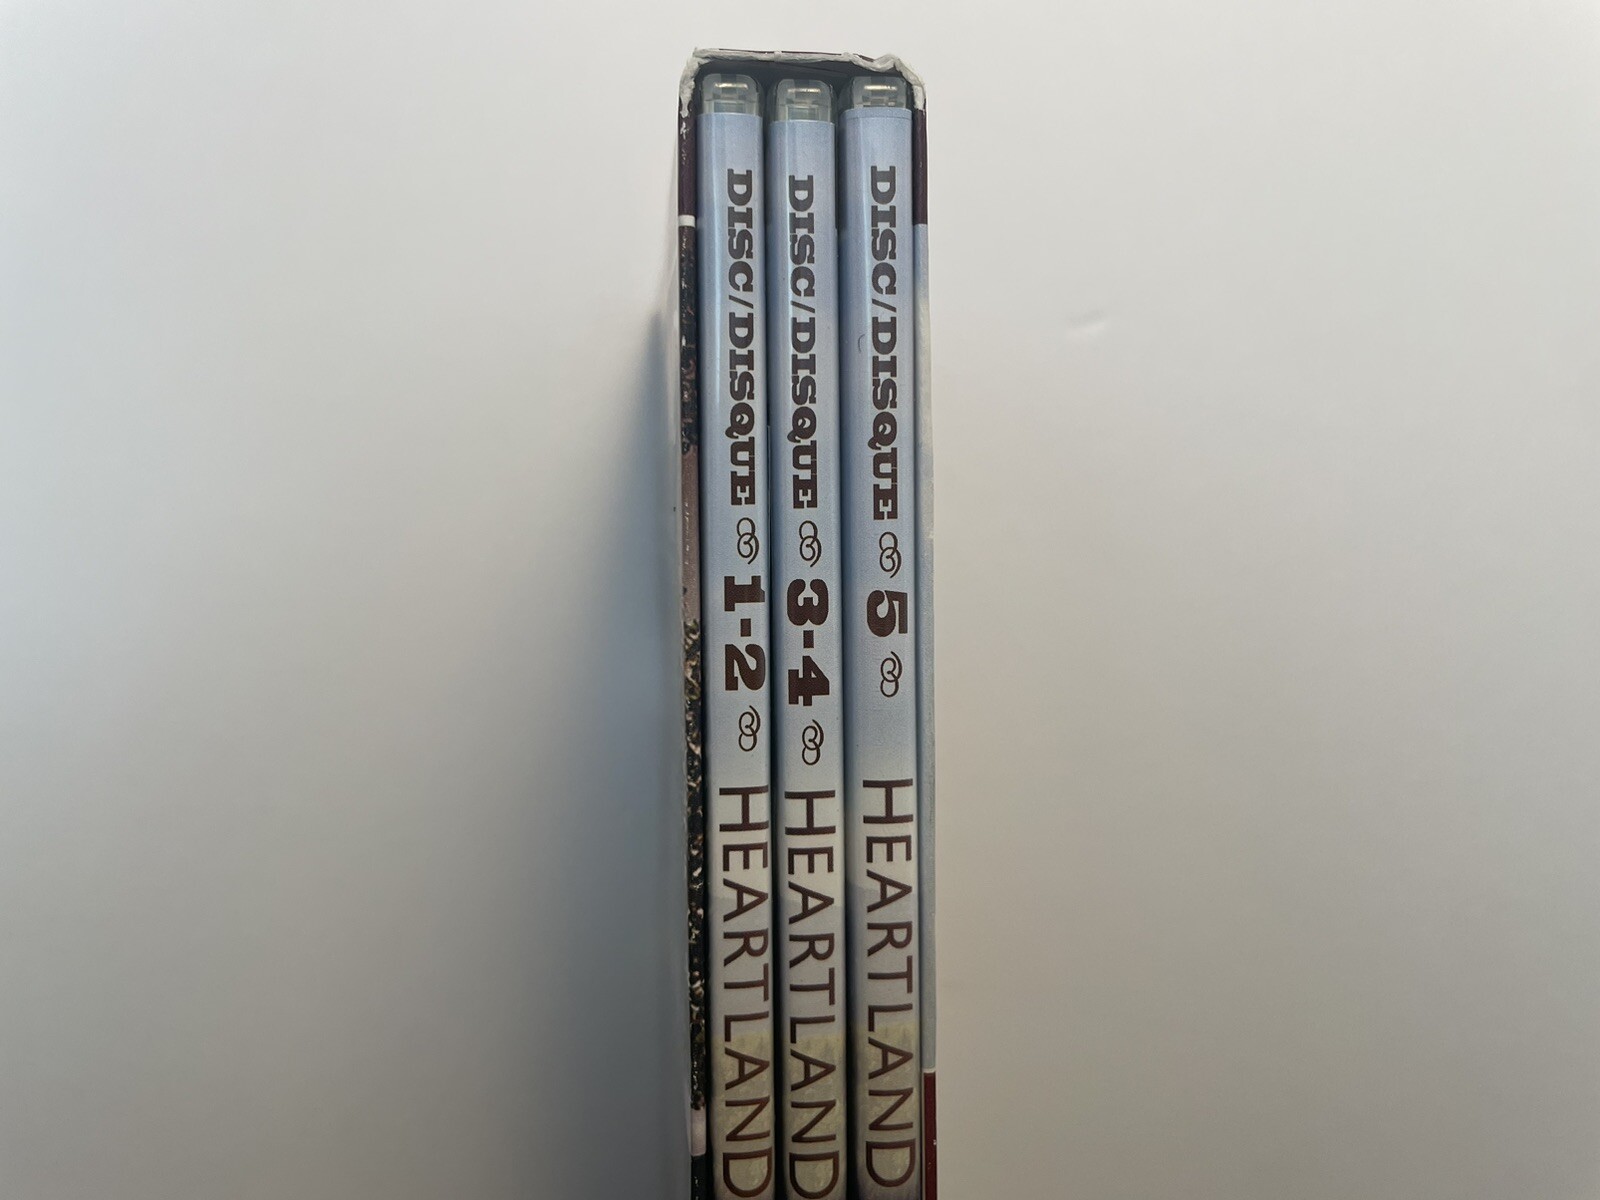 DISC/DISQUE 1-2 HEARTLAND
DISC/DISQUE 3-4 HEARTLAND
DISC/DISQUE 5 HEARTLAND